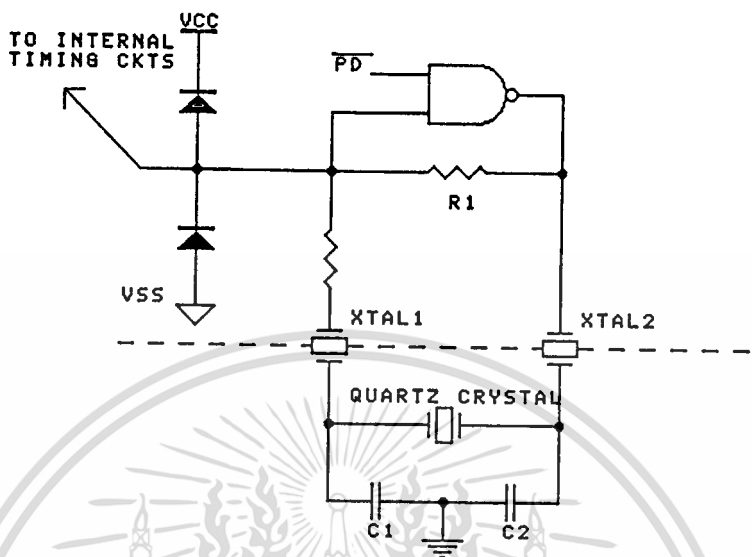 VCC
TO INTERNAL
TIMING CKTS
PD
R1
VSS
XTAL1
XTAL2
QUARTZ CRYSTAL
C1
C2